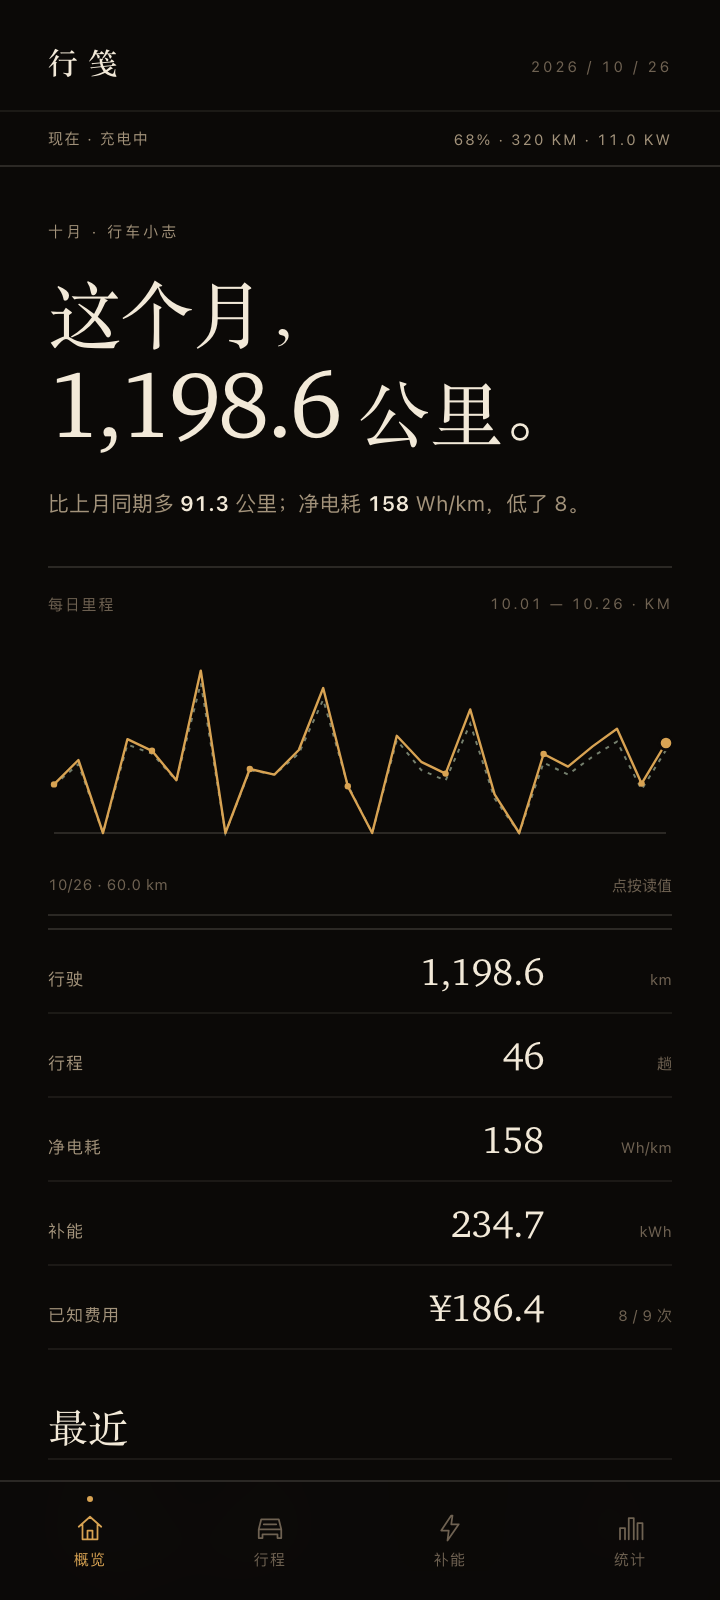 行笺
2026 / 10 / 26
现在 · 充电中
68% · 320 KM · 11.0 KW
十月 · 行车小志
这个月，
1,198.6 公里。
比上月同期多 91.3 公里；净电耗 158 Wh/km，低了 8。
每日里程
10.01 — 10.26 · KM
10/26 · 60.0 km
点按读值
行驶 1,198.6 km
行程 46 趟
净电耗 158 Wh/km
补能 234.7 kWh
已知费用 ¥186.4 8 / 9 次
最近
概览 行程 补能 统计